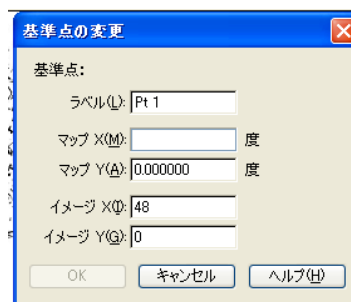 基準点の変更
基準点:
ラベル(L): Pt 1
マップ X(M): 度
マップ Y(A): 0.000000 度
イメージ X(I): 48
イメージ Y(G): 0
OK キャンセル ヘルプ(H)